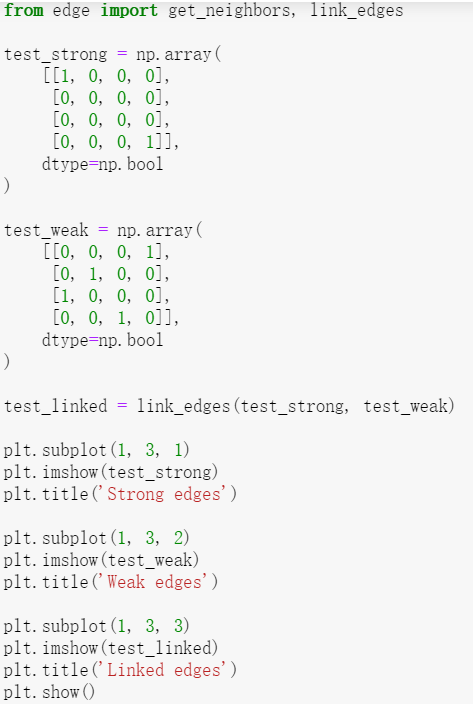 from edge import get_neighbors, link_edges

test_strong = np.array(
    [[1, 0, 0, 0],
     [0, 0, 0, 0],
     [0, 0, 0, 0],
     [0, 0, 0, 1]],
    dtype=np.bool
)

test_weak = np.array(
    [[0, 0, 0, 1],
     [0, 1, 0, 0],
     [1, 0, 0, 0],
     [0, 0, 1, 0]],
    dtype=np.bool
)

test_linked = link_edges(test_strong, test_weak)

plt.subplot(1, 3, 1)
plt.imshow(test_strong)
plt.title('Strong edges')

plt.subplot(1, 3, 2)
plt.imshow(test_weak)
plt.title('Weak edges')

plt.subplot(1, 3, 3)
plt.imshow(test_linked)
plt.title('Linked edges')
plt.show()